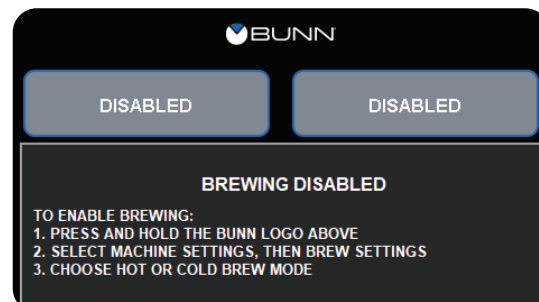 BUNN
DISABLED
DISABLED
BREWING DISABLED
TO ENABLE BREWING:
1. PRESS AND HOLD THE BUNN LOGO ABOVE
2. SELECT MACHINE SETTINGS, THEN BREW SETTINGS
3. CHOOSE HOT OR COLD BREW MODE